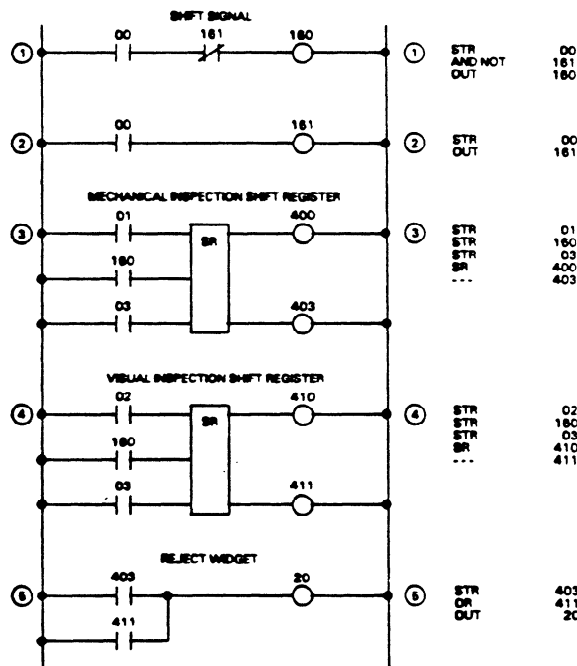 SHIFT SIGNAL
1 00 161 160 1 STR 00
AND NOT 161
OUT 160
2 00 161 2 STR 00
OUT 161
MECHANICAL INSPECTION SHIFT REGISTER
3 01 SR 400 3 STR 01
160 STR 160
03 403 STR 03
SR 400
--- 403
VISUAL INSPECTION SHIFT REGISTER
4 02 SR 410 4 STR 02
160 STR 160
03 411 STR 03
SR 410
--- 411
REJECT WIDGET
5 403 20 5 STR 403
411 OR 411
OUT 20